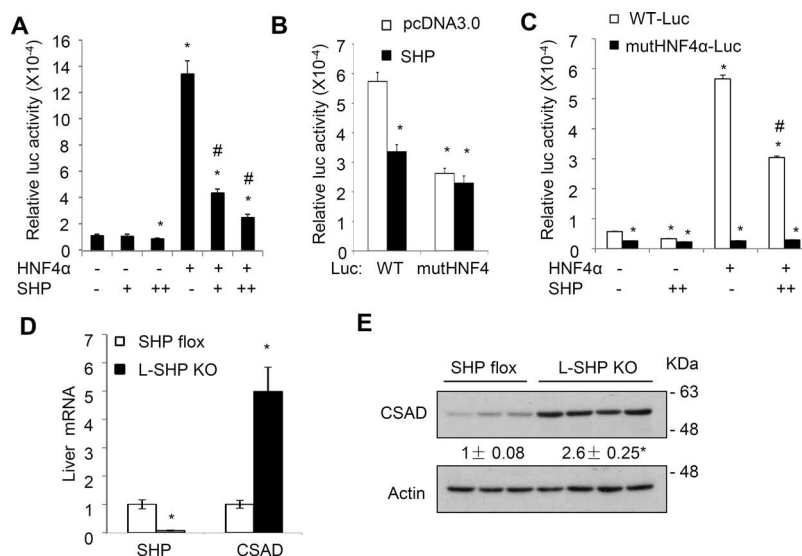 A
Relative luc activity (X10-4)
16
14
12
10
8
6
4
2
0
*
*
#
*
#
*
HNF4α - - - + + +
SHP - + ++ - + ++
B
pcDNA3.0
SHP
Relative luc activity (X10-4)
7
6
5
4
3
2
1
0
*
* *
Luc: WT mutHNF4
C
WT-Luc
mutHNF4α-Luc
Relative luc activity (X10-4)
7
6
5
4
3
2
1
0
*
* *
*
*
#
*
*
HNF4α - - + +
SHP - ++ - ++
D
SHP flox
L-SHP KO
Liver mRNA
7
6
5
4
3
2
1
0
*
*
SHP CSAD
E
SHP flox L-SHP KO KDa
CSAD
- 63
- 48
1± 0.08 2.6± 0.25*
Actin
- 48